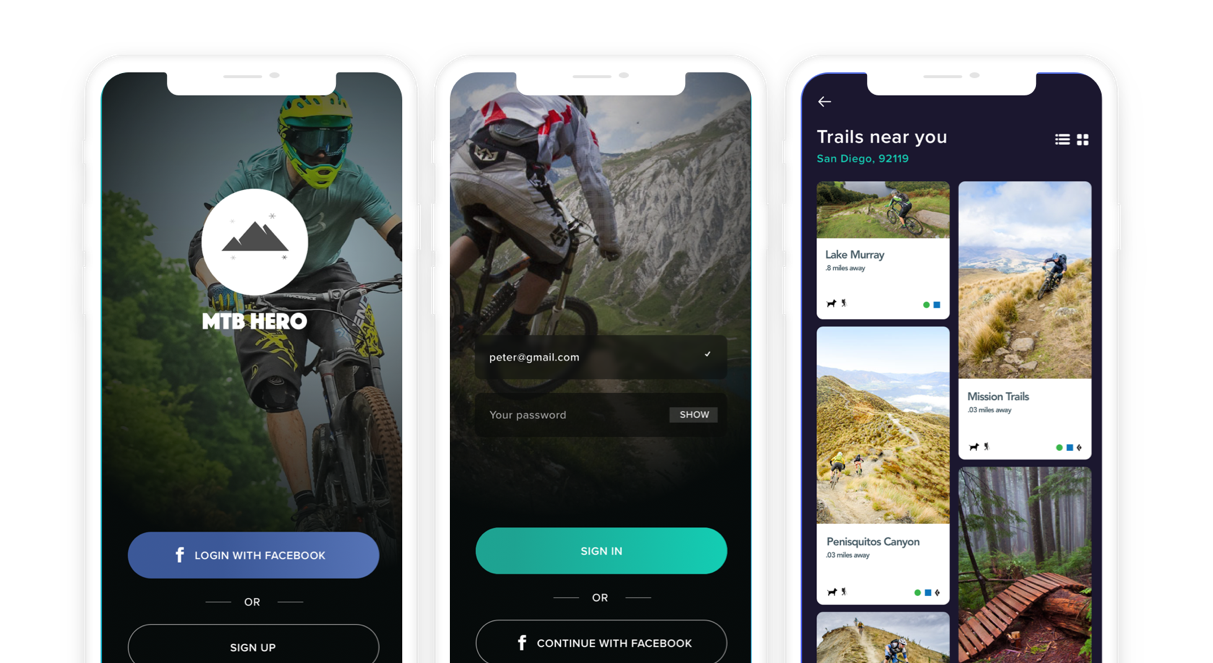 MTB HERO
LOGIN WITH FACEBOOK
OR
SIGN UP
peter@gmail.com
Your password
SHOW
SIGN IN
OR
CONTINUE WITH FACEBOOK
Trails near you
San Diego, 92119
Lake Murray
.8 miles away
Mission Trails
.03 miles away
Penisquitos Canyon
.03 miles away